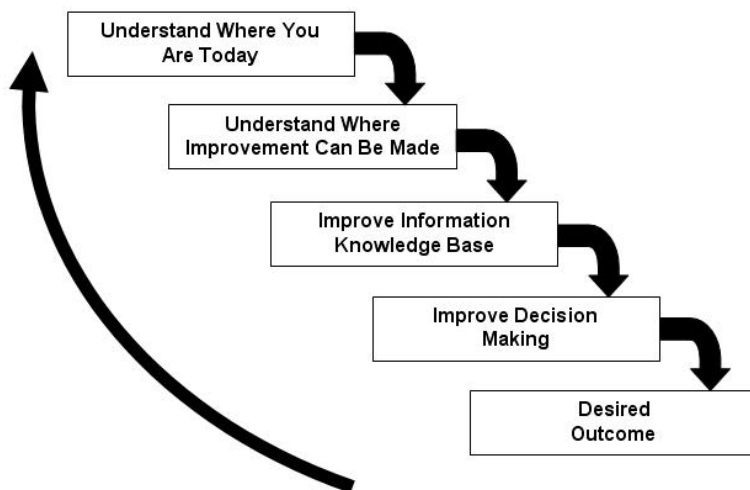 Understand Where You
Are Today
Understand Where
Improvement Can Be Made
Improve Information
Knowledge Base
Improve Decision
Making
Desired
Outcome